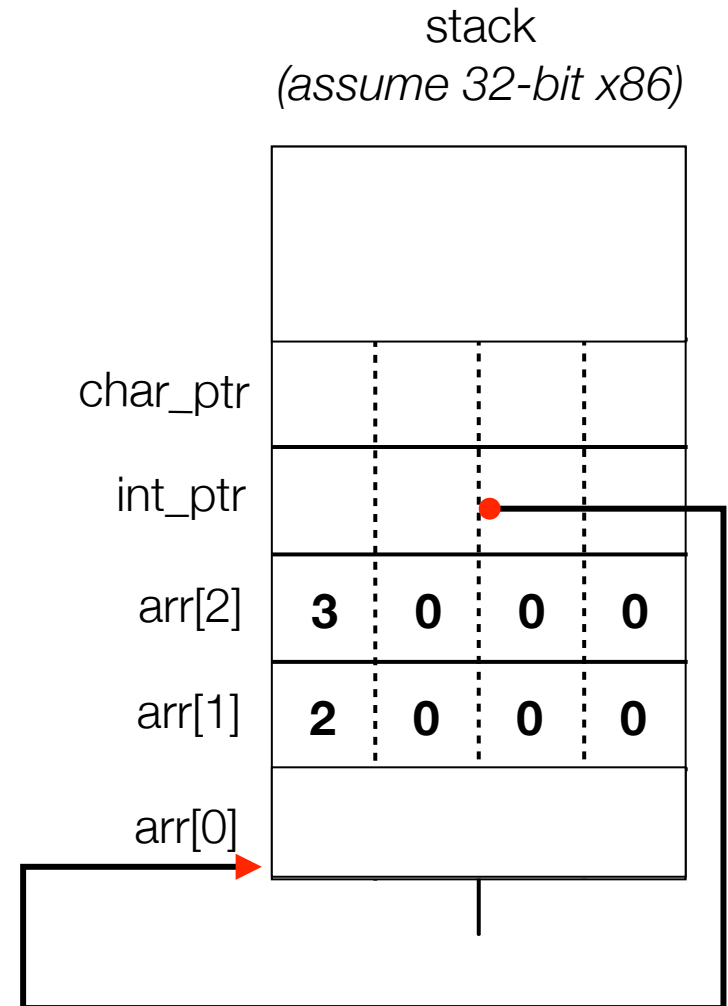 stack
(assume 32-bit x86)
char_ptr
int_ptr
arr[2] 3 0 0 0
arr[1] 2 0 0 0
arr[0]